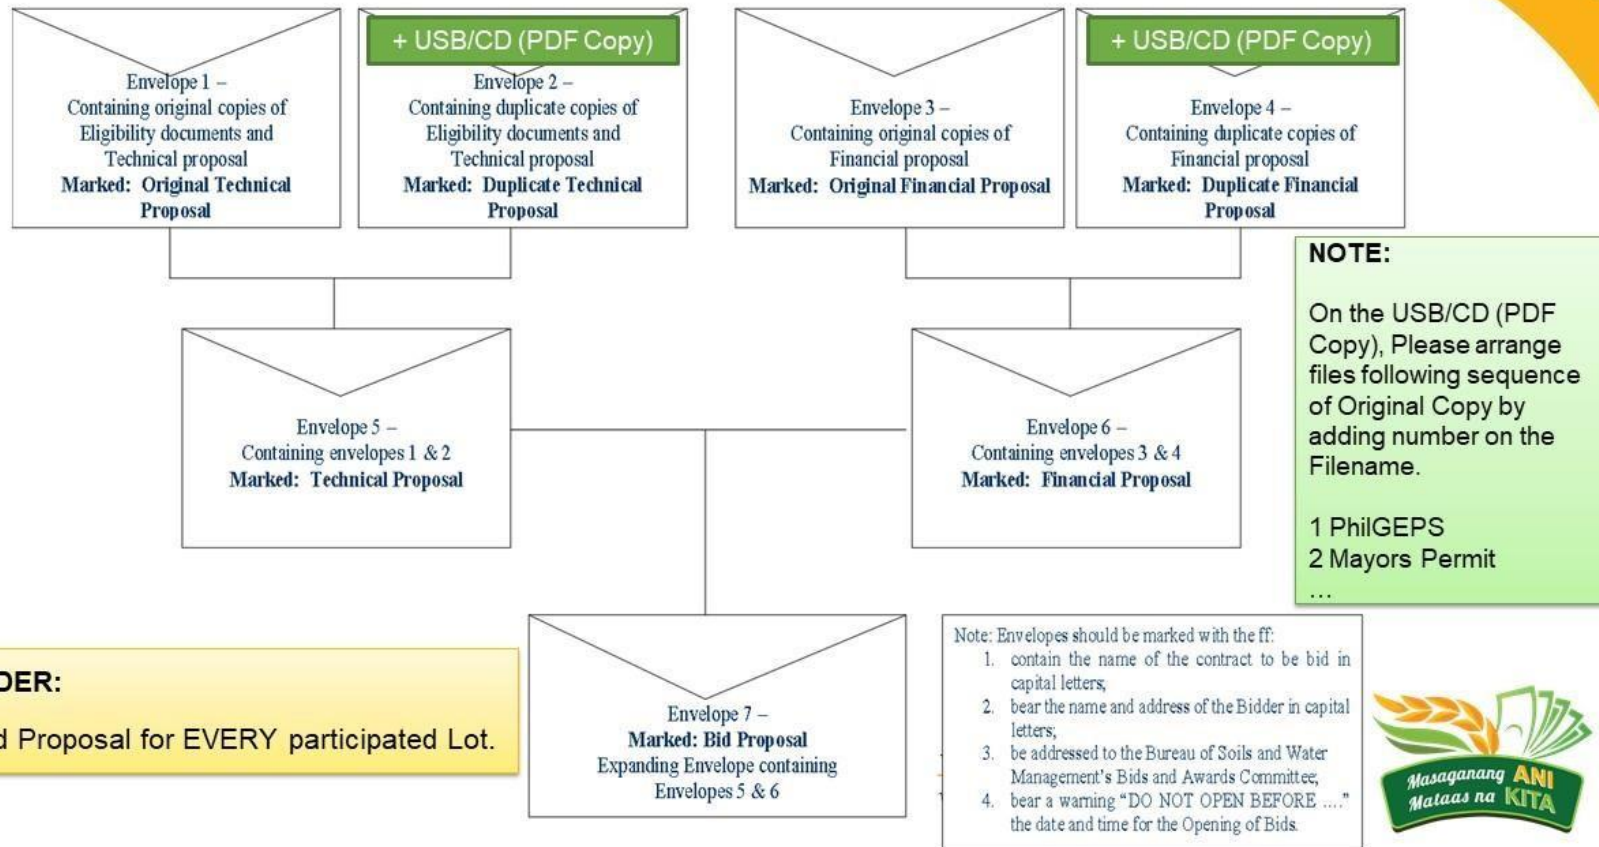 + USB/CD (PDF Copy)
Envelope 1 –
Containing original copies of
Eligibility documents and
Technical proposal
Marked: Original Technical
Proposal
Envelope 2 –
Containing duplicate copies of
Eligibility documents and
Technical proposal
Marked: Duplicate Technical
Proposal
+ USB/CD (PDF Copy)
Envelope 3 –
Containing original copies of
Financial proposal
Marked: Original Financial Proposal
Envelope 4 –
Containing duplicate copies of
Financial proposal
Marked: Duplicate Financial
Proposal
NOTE:
On the USB/CD (PDF
Copy), Please arrange
files following sequence
of Original Copy by
adding number on the
Filename.
1 PhilGEPS
2 Mayors Permit
...
Envelope 5 –
Containing envelopes 1 & 2
Marked: Technical Proposal
Envelope 6 –
Containing envelopes 3 & 4
Marked: Financial Proposal
DER:
d Proposal for EVERY participated Lot.
Envelope 7 –
Marked: Bid Proposal
Expanding Envelope containing
Envelopes 5 & 6
Note: Envelopes should be marked with the ff:
1. contain the name of the contract to be bid in
capital letters;
2. bear the name and address of the Bidder in capital
letters;
3. be addressed to the Bureau of Soils and Water
Management's Bids and Awards Committee;
4. bear a warning "DO NOT OPEN BEFORE ...."
the date and time for the Opening of Bids.
Masaganang ANI
Mataas na KITA